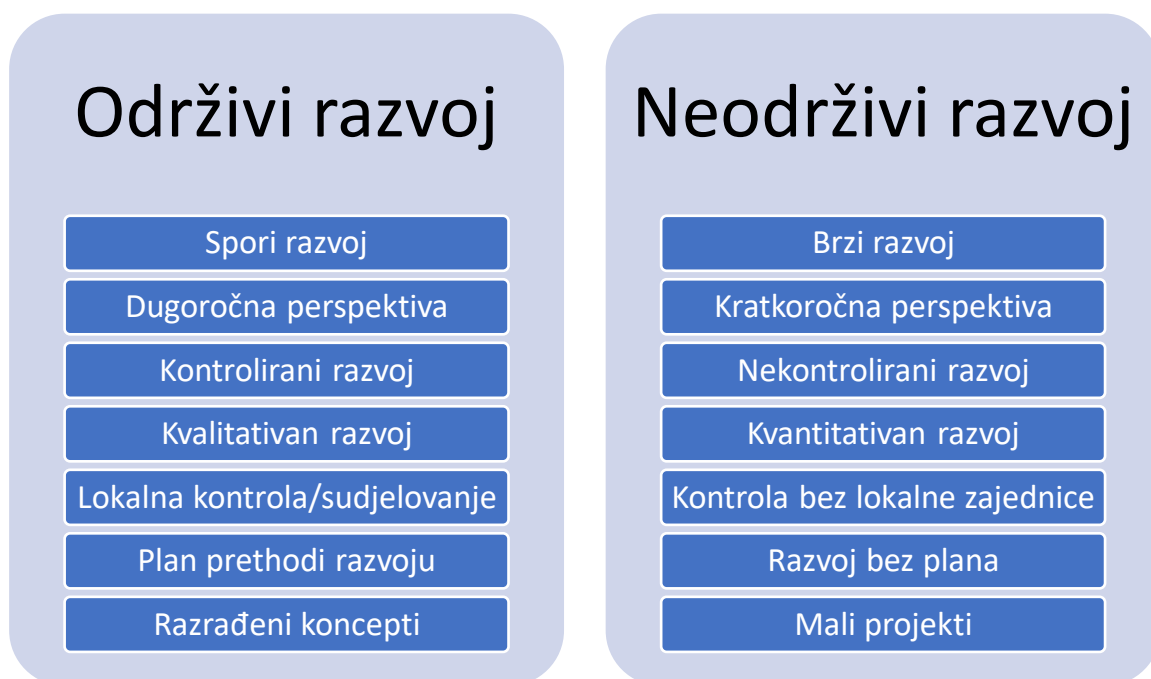 Održivi razvoj
Spori razvoj
Dugoročna perspektiva
Kontrolirani razvoj
Kvalitativan razvoj
Lokalna kontrola/sudjelovanje
Plan prethodi razvoju
Razrađeni koncepti
Neodrživi razvoj
Brzi razvoj
Kratkoročna perspektiva
Nekontrolirani razvoj
Kvantitativan razvoj
Kontrola bez lokalne zajednice
Razvoj bez plana
Mali projekti